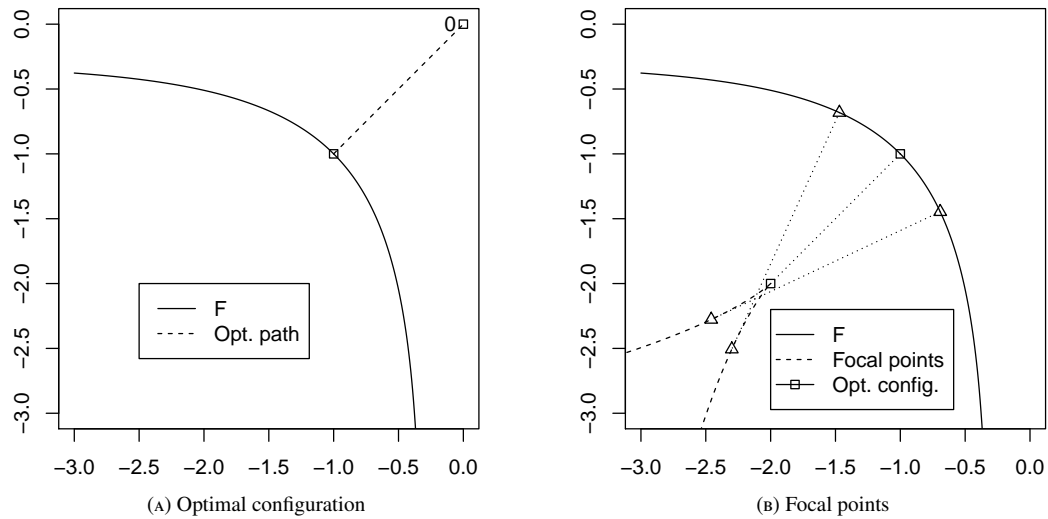 0.0
−0.5
−1.0
−1.5
−2.0
−2.5
−3.0
0
F
Opt. path
−3.0 −2.5 −2.0 −1.5 −1.0 −0.5 0.0
(A) Optimal configuration
0.0
−0.5
−1.0
−1.5
−2.0
−2.5
−3.0
F
Focal points
Opt. config.
−3.0 −2.5 −2.0 −1.5 −1.0 −0.5 0.0
(B) Focal points